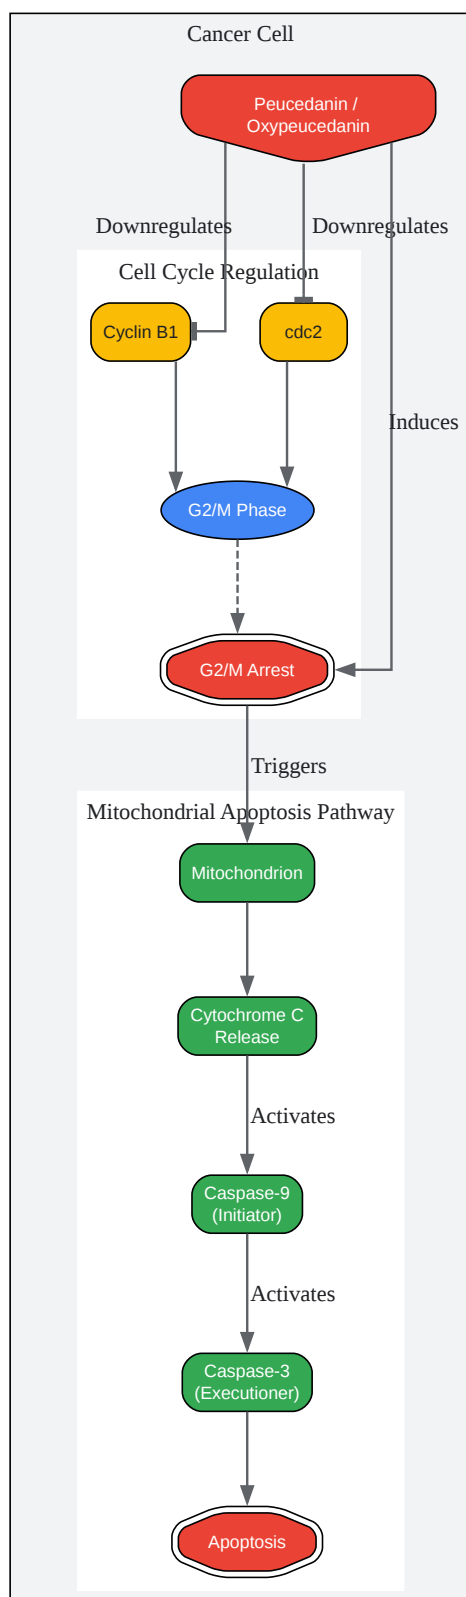 Cancer Cell
Peucedanin /
Oxypeucedanin
Downregulates
Downregulates
Cell Cycle Regulation
Cyclin B1
cdc2
Induces
G2/M Phase
G2/M Arrest
Triggers
Mitochondrial Apoptosis Pathway
Mitochondrion
Cytochrome C
Release
Activates
Caspase-9
(Initiator)
Activates
Caspase-3
(Executioner)
Apoptosis